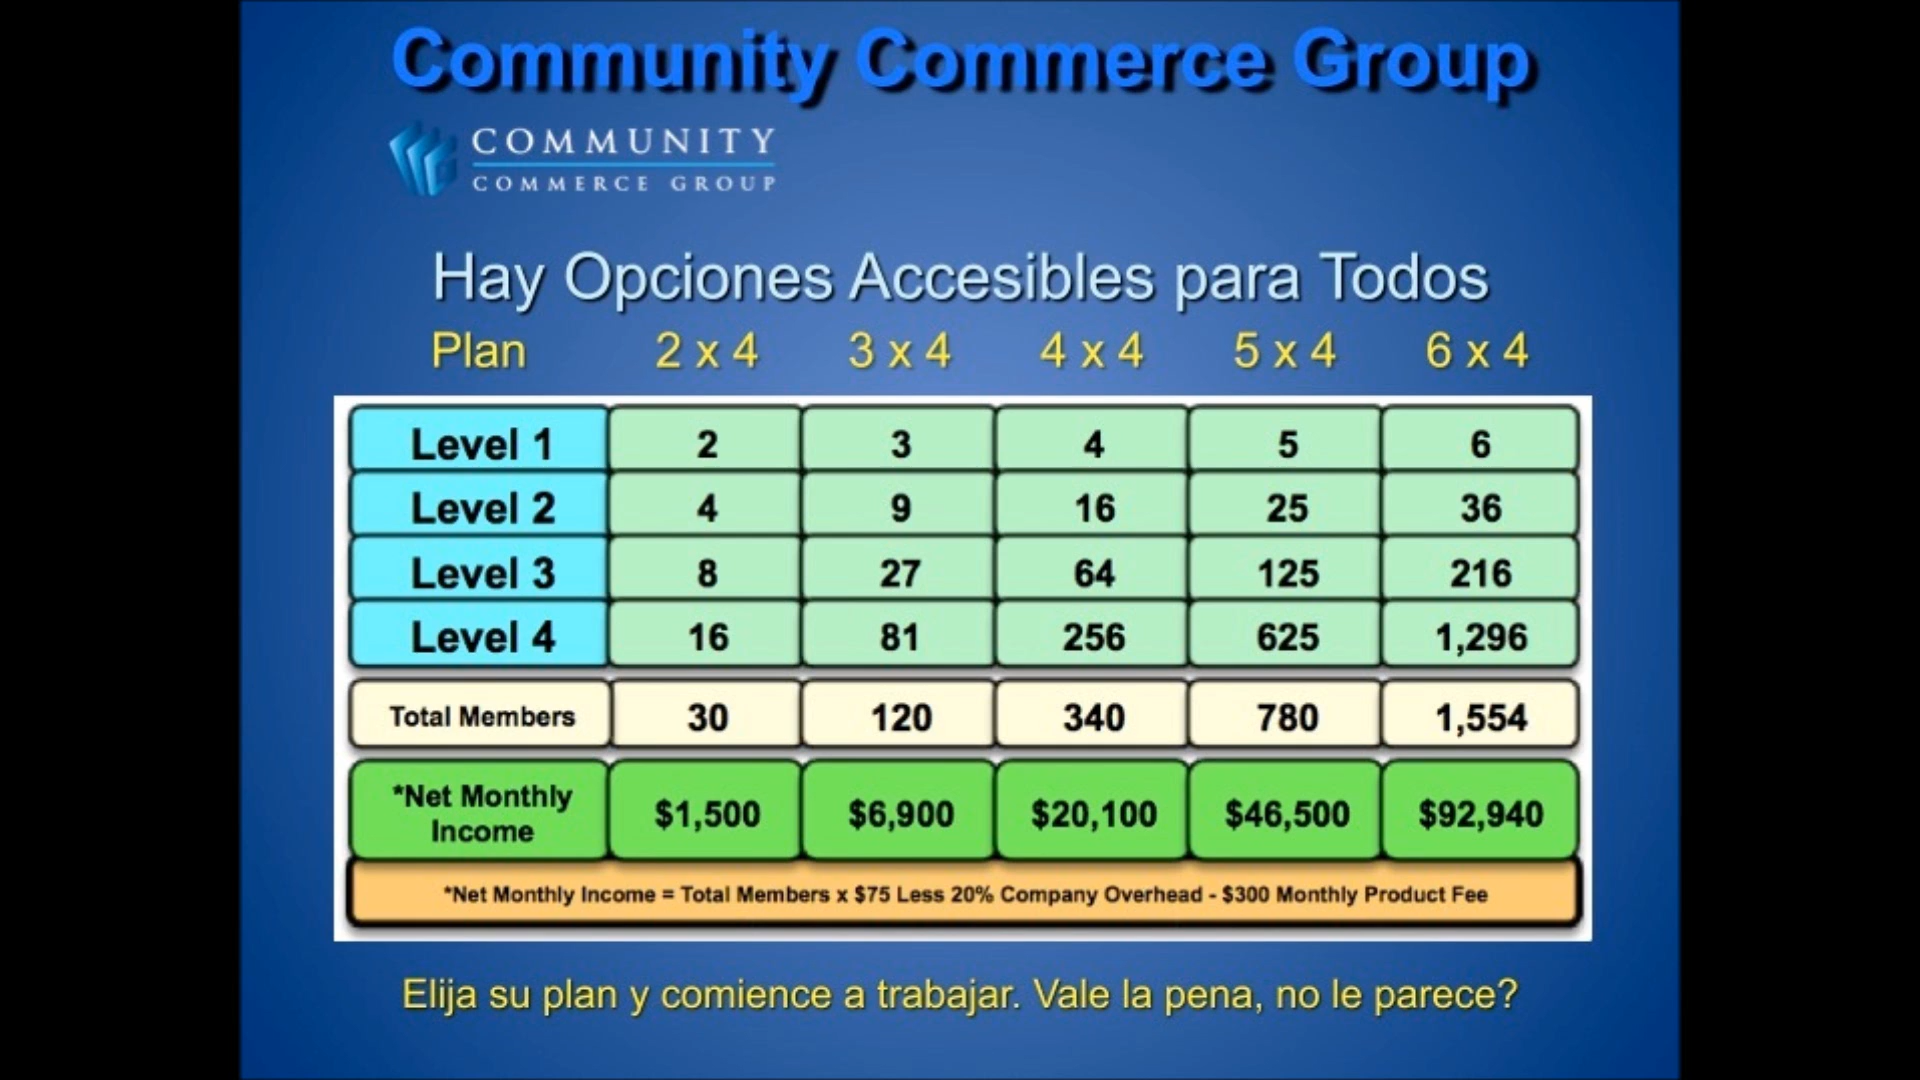 Community Commerce Group
COMMUNITY
COMMERCE GROUP
Hay Opciones Accesibles para Todos
Plan 2 x 4 3 x 4 4 x 4 5 x 4 6 x 4
Level 1 2 3 4 5 6
Level 2 4 9 16 25 36
Level 3 8 27 64 125 216
Level 4 16 81 256 625 1,296
Total Members 30 120 340 780 1,554
*Net Monthly
Income $1,500 $6,900 $20,100 $46,500 $92,940
*Net Monthly Income = Total Members x $75 Less 20% Company Overhead - $300 Monthly Product Fee
Elija su plan y comience a trabajar. Vale la pena, no le parece?